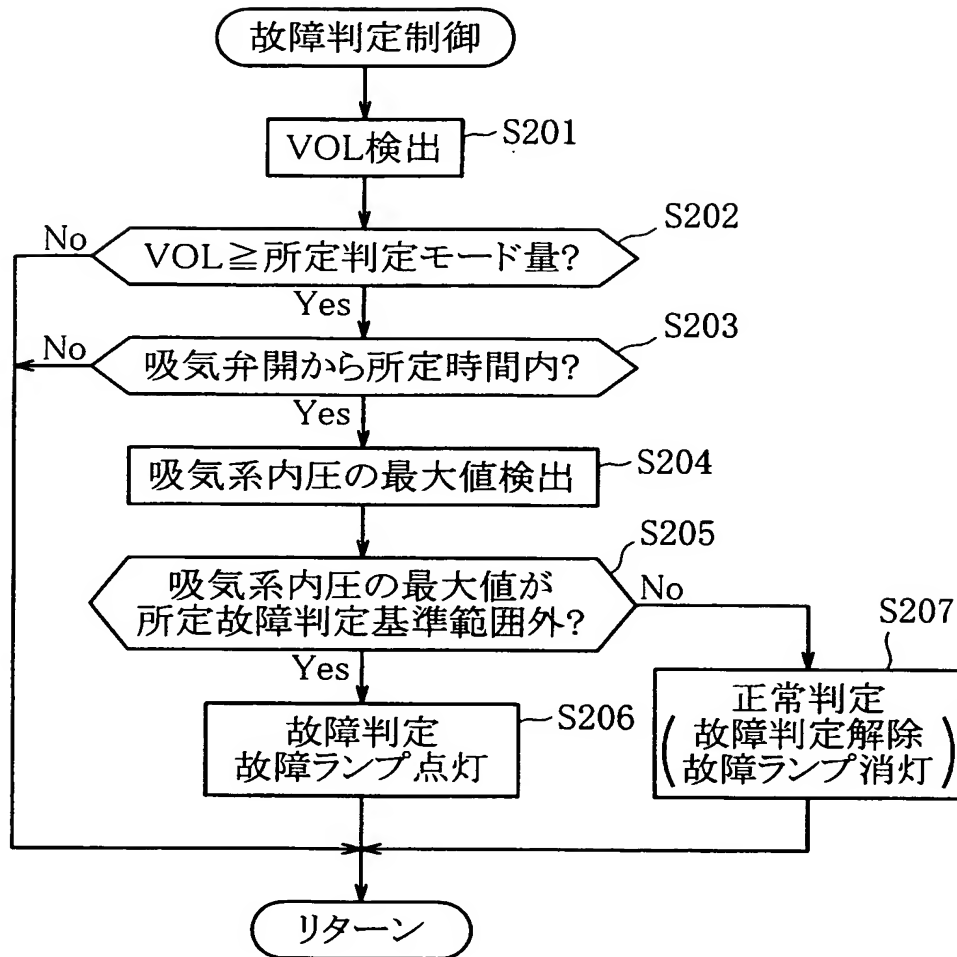 故障判定制御
VOL検出
S201
S202
No
VOL≧所定判定モード量?
Yes
S203
No
吸気弁開から所定時間内?
Yes
吸気系内圧の最大値検出
S204
S205
吸気系内圧の最大値が
所定故障判定基準範囲外?
No
Yes
S207
故障判定
故障ランプ点灯
S206
正常判定
(故障判定解除
故障ランプ消灯)
リターン